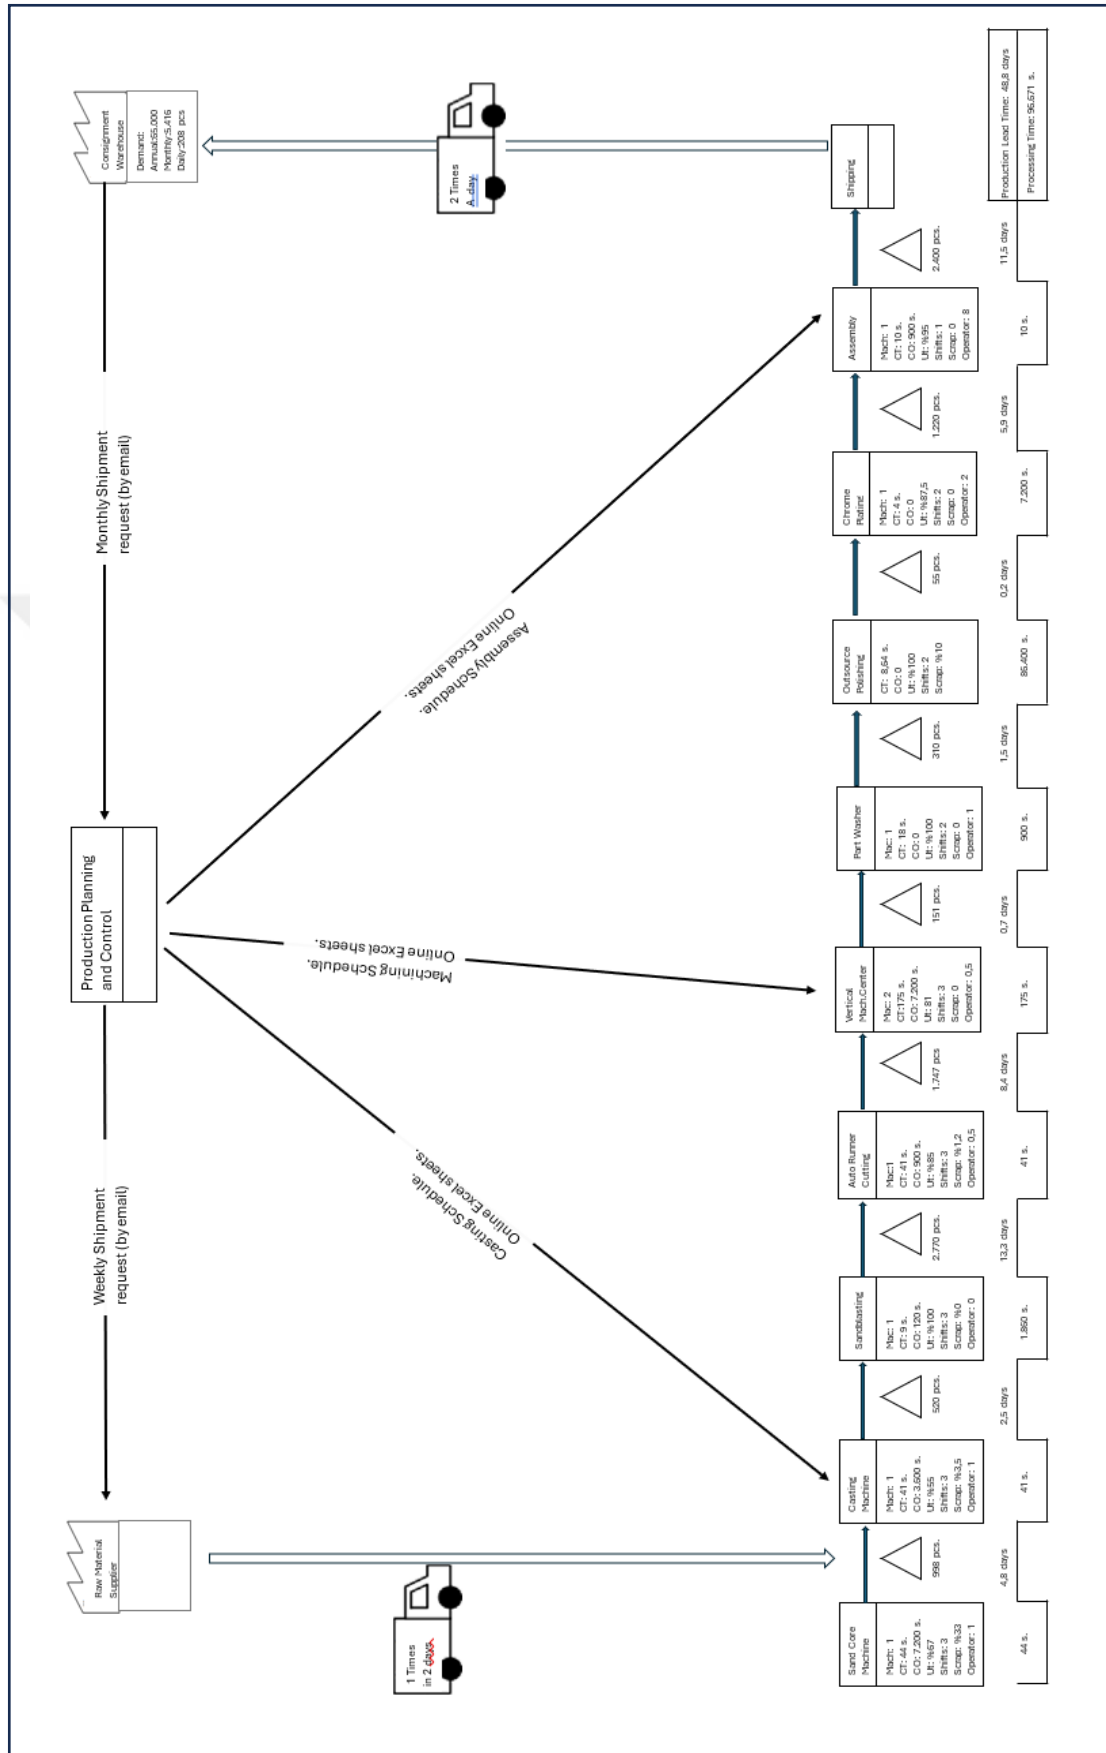 Raw Material
Supplier
Weekly Shipment
request (by email)
Production Planning
and Control
Monthly Shipment
request (by email)
Consignment
Warehouse
Demand:
Annual:65,000
Monthly:5,416
Daily:208 pcs
1 Times
in 2 days
2 Times
A day.
Casting Schedule.
Online Excel sheets.
Machining Schedule.
Online Excel sheets.
Assembly Schedule.
Online Excel sheets.
Sand Core
Machine
Mach: 1
CT: 44 s.
CO: 7.200 s.
Ut: %67
Shifts: 3
Scrap: %33
Operator: 1
998 pcs.
Casting
Machine
Mach: 1
CT: 41 s.
CO: 3.600 s.
Ut: %55
Shifts: 3
Scrap: %3,5
Operator: 1
520 pcs.
Sandblasting
Mac: 1
CT: 9 s.
CO: 120 s.
Ut: %100
Shifts: 3
Scrap: %0
Operator: 0
2.770 pcs.
Auto Runner
Cutting
Mac:1
CT: 41 s.
CO: 900 s.
Ut: %85
Shifts: 3
Scrap: %1,2
Operator: 0,5
1.747 pcs
Vertical
Mach.Center
Mac: 2
CT:175 s.
CO: 7.200 s.
Ut: 81
Shifts: 3
Scrap: 0
Operator: 0,5
151 pcs.
Part Washer
Mac: 1
CT: 18 s.
CO: 0
Ut: %100
Shifts: 2
Scrap: 0
Operator: 1
310 pcs.
Outsource
Polishing
CT: 8,64 s.
CO: 0
Ut: %100
Shifts: 2
Scrap: %10
55 pcs.
Chrome
Plating
Mach: 1
CT: 4 s.
CO: 0
Ut: %87,5
Shifts: 2
Scrap: 0
Operator: 2
1.220 pcs.
Assembly
Mach: 1
CT: 10 s.
CO: 900 s.
Ut: %95
Shifts: 1
Scrap: 0
Operator: 8
2.400 pcs.
Shipping
44 s.
4,8 days
41 s.
2,5 days
1.860 s.
13,3 days
41 s.
8,4 days
175 s.
0,7 days
900 s.
1,5 days
86.400 s.
0,2 days
7.200 s.
5,9 days
10 s.
11,5 days
Production Lead Time: 48,8 days
Processing Time: 96.671 s.